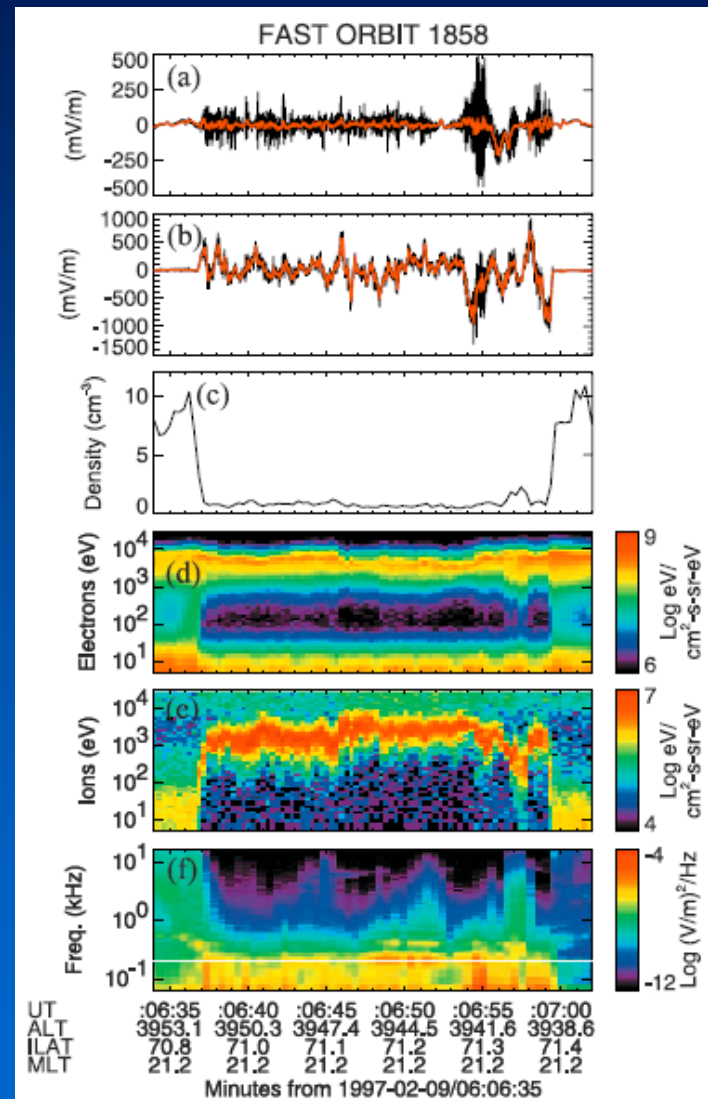 FAST ORBIT 1858
(a)
500
250
0
-250
-500
(mV/m)
(b)
1000
500
0
-500
-1000
-1500
(mV/m)
(c)
10
5
0
Density (cm⁻³)
(d)
10⁴
10³
10²
10¹
Electrons (eV)
9
6
Log eV/
cm²-s-sr-eV
(e)
10⁴
10³
10²
10¹
Ions (eV)
7
4
Log eV/
cm²-s-sr-eV
(f)
10¹
10⁰
10⁻¹
Freq. (kHz)
-4
-12
Log (V/m)²/Hz
UT :06:35 :06:40 :06:45 :06:50 :06:55 :07:00
ALT 3953.1 3950.3 3947.4 3944.5 3941.6 3938.6
ILAT 70.8 71.0 71.1 71.2 71.3 71.4
MLT 21.2 21.2 21.2 21.2 21.2 21.2
Minutes from 1997-02-09/06:06:35